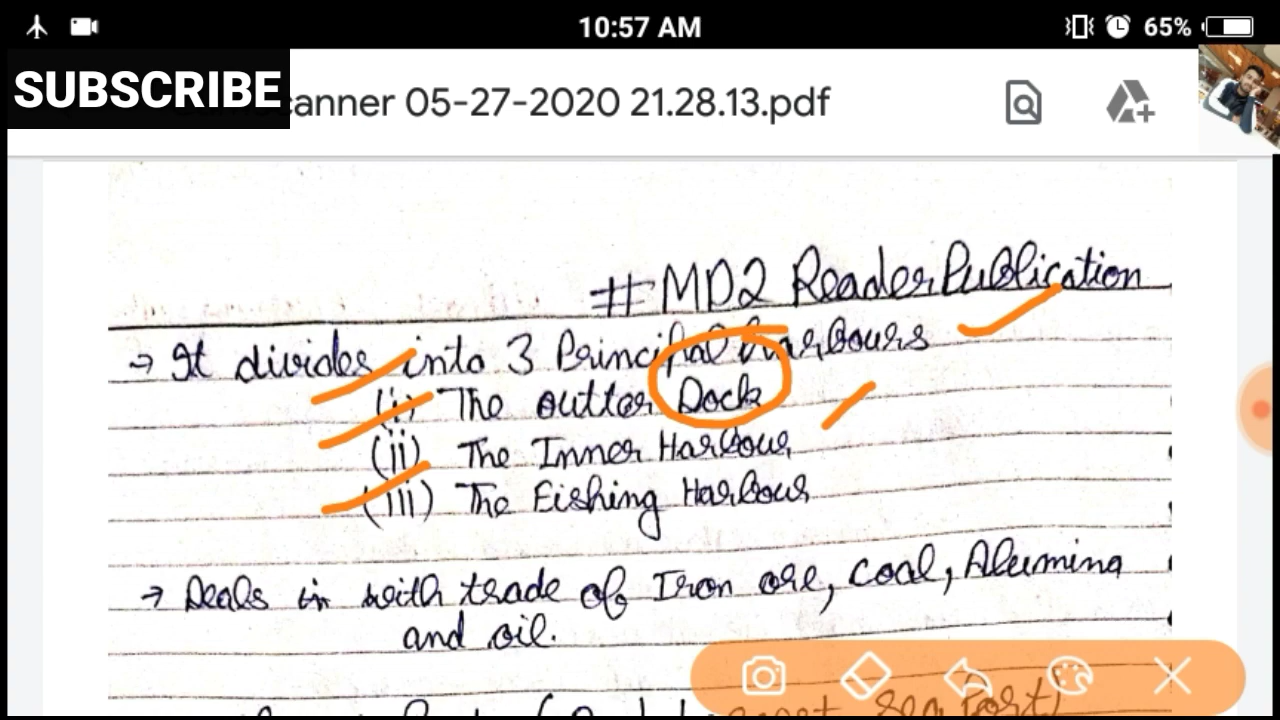 10:57 AM
65%
SUBSCRIBE
canner 05-27-2020 21.28.13.pdf
#MD2 Reader Publication
→ It divides into 3 Principal harbours
(i) The outter Dock
(ii) The Inner Harbour
(iii) The Fishing Harbour
→ Deals in with trade of Iron ore, coal, Alumina
and oil.